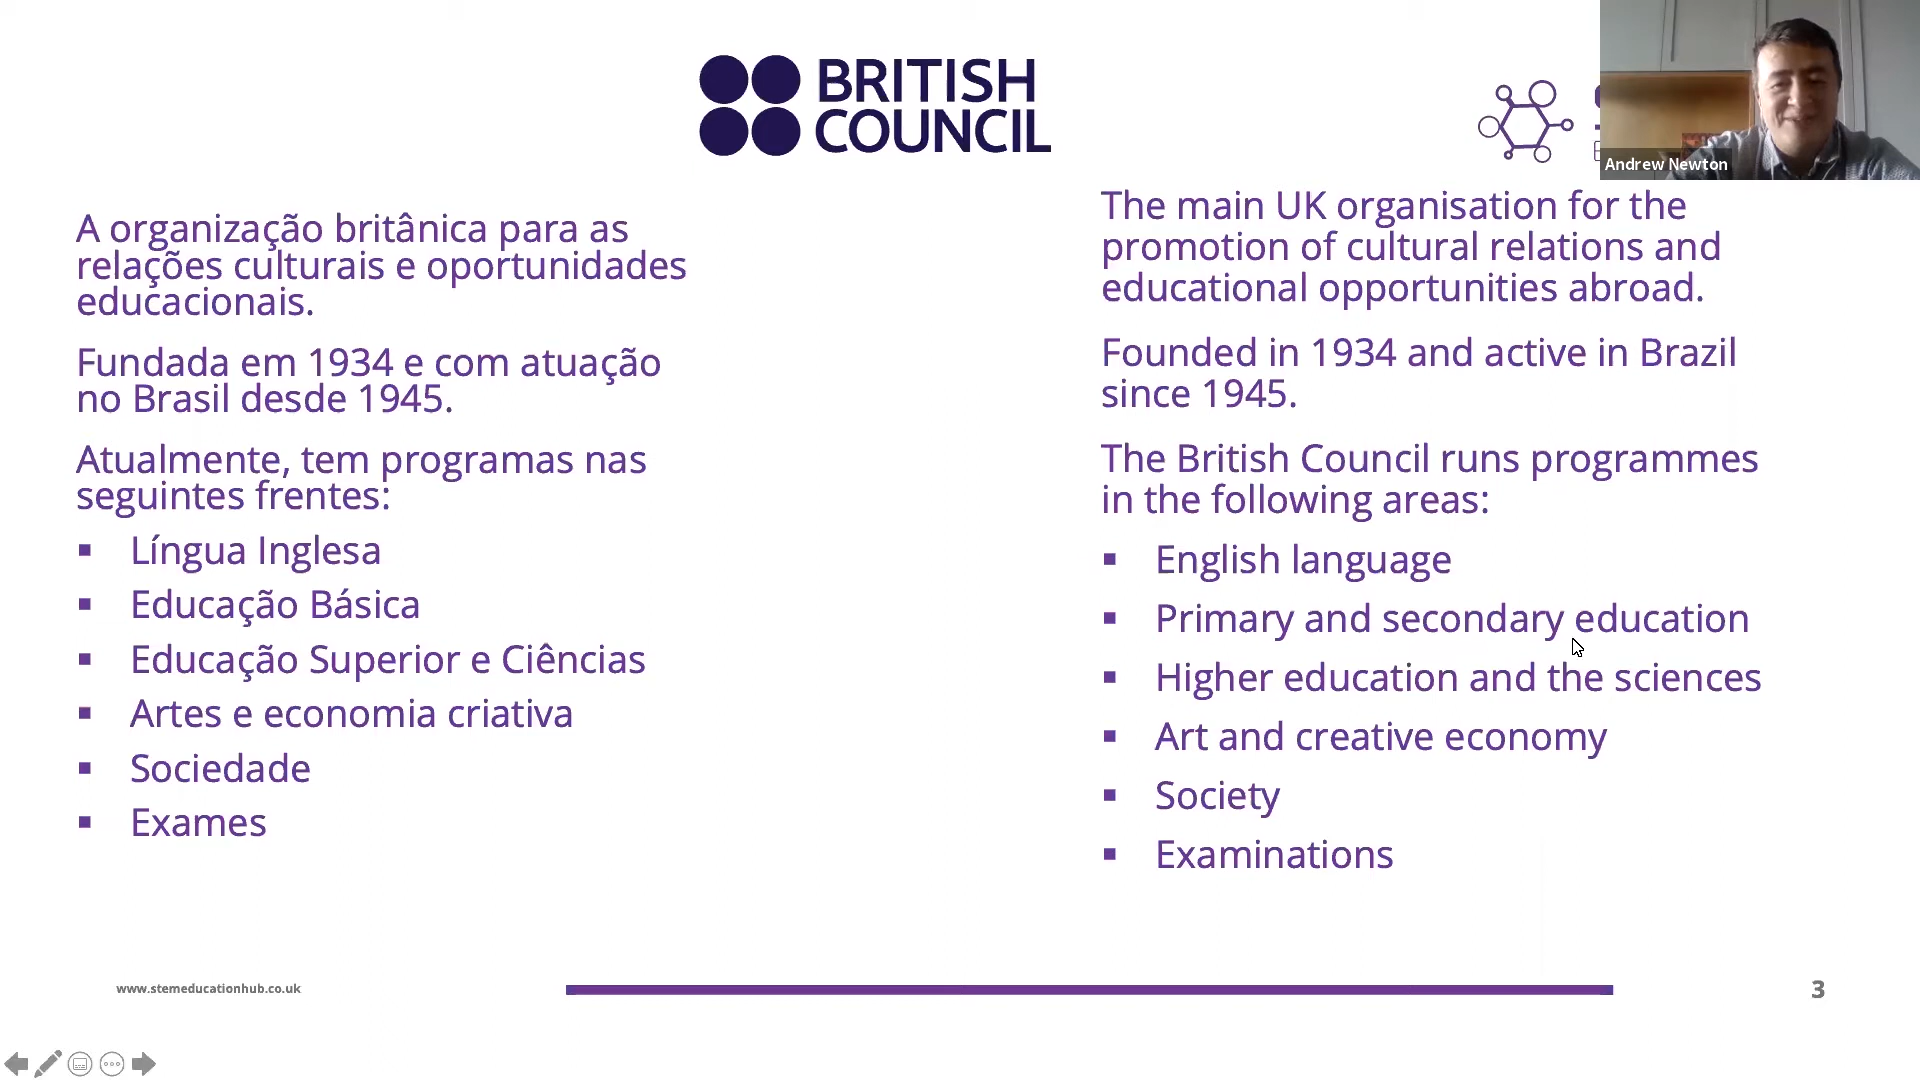 BRITISH
COUNCIL
Andrew Newton
A organização britânica para as
relações culturais e oportunidades
educacionais.
Fundada em 1934 e com atuação
no Brasil desde 1945.
Atualmente, tem programas nas
seguintes frentes:
▪ Língua Inglesa
▪ Educação Básica
▪ Educação Superior e Ciências
▪ Artes e economia criativa
▪ Sociedade
▪ Exames
The main UK organisation for the
promotion of cultural relations and
educational opportunities abroad.
Founded in 1934 and active in Brazil
since 1945.
The British Council runs programmes
in the following areas:
▪ English language
▪ Primary and secondary education
▪ Higher education and the sciences
▪ Art and creative economy
▪ Society
▪ Examinations
www.stemeducationhub.co.uk
3